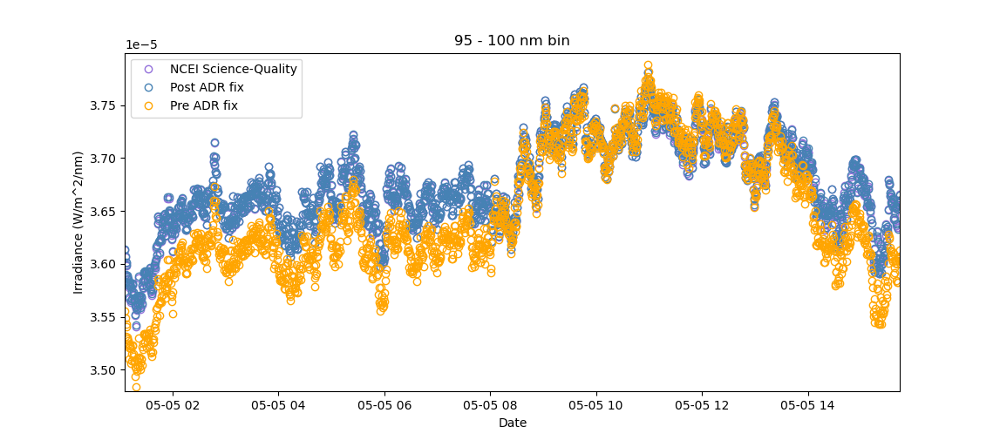 95 - 100 nm bin
1e−5
NCEI Science-Quality
Post ADR fix
Pre ADR fix
3.75
3.70
3.65
3.60
3.55
3.50
Irradiance (W/m^2/nm)
05-05 02 05-05 04 05-05 06 05-05 08 05-05 10 05-05 12 05-05 14
Date